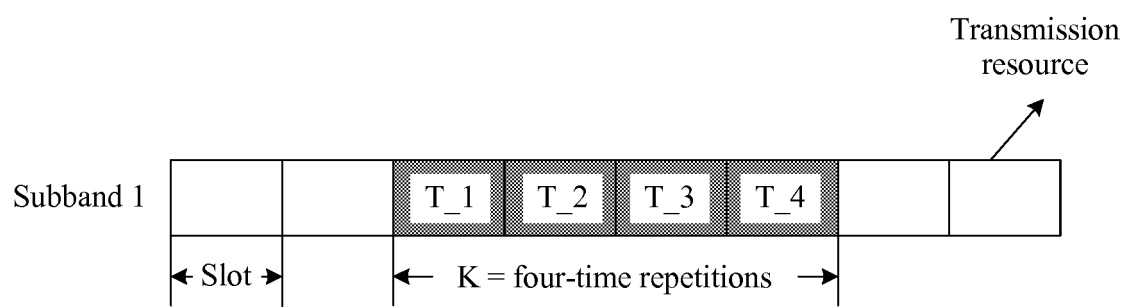 Transmission
resource
Subband 1
T_1
T_2
T_3
T_4
Slot
K = four-time repetitions